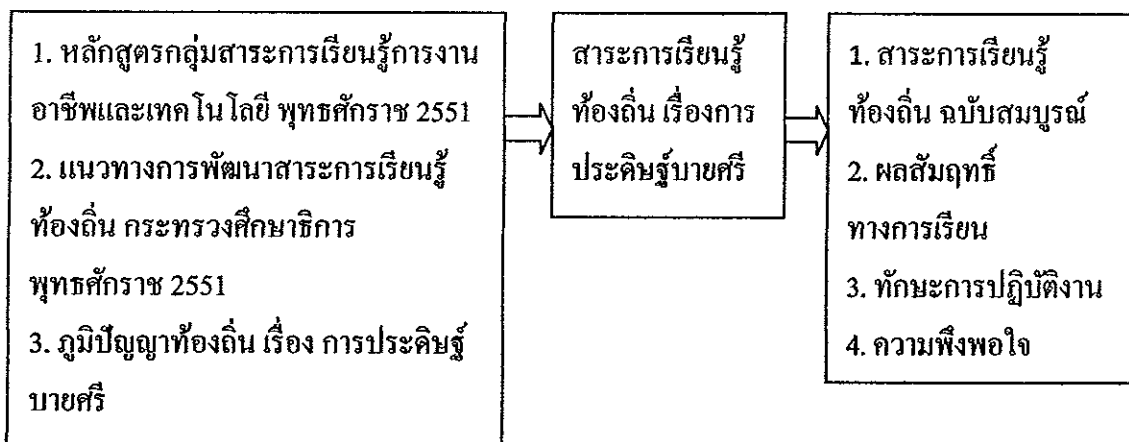 1. หลักสูตรกลุ่มสาระการเรียนรู้การงาน
อาชีพและเทคโนโลยี พุทธศักราช 2551
2. แนวทางการพัฒนาสาระการเรียนรู้
ท้องถิ่น กระทรวงศึกษาธิการ
พุทธศักราช 2551
3. ภูมิปัญญาท้องถิ่น เรื่อง การประดิษฐ์
บายศรี
สาระการเรียนรู้
ท้องถิ่น เรื่องการ
ประดิษฐ์บายศรี
1. สาระการเรียนรู้
ท้องถิ่น ฉบับสมบูรณ์
2. ผลสัมฤทธิ์
ทางการเรียน
3. ทักษะการปฏิบัติงาน
4. ความพึงพอใจ